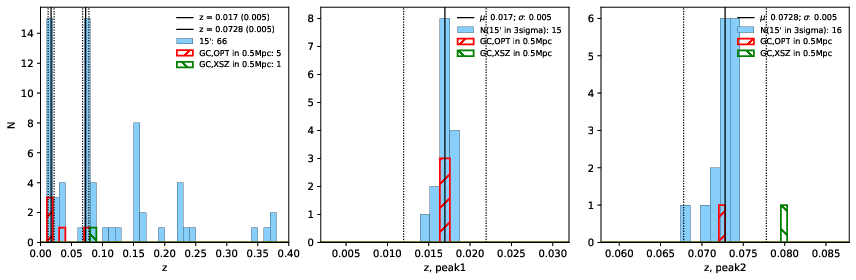 z = 0.017 (0.005)
z = 0.0728 (0.005)
15': 66
GC,OPT in 0.5Mpc: 5
GC,XSZ in 0.5Mpc: 1
N
14
12
10
8
6
4
2
0
0.00 0.05 0.10 0.15 0.20 0.25 0.30 0.35 0.40
z
μ: 0.017; σ: 0.005
N(15' in 3sigma): 15
GC,OPT in 0.5Mpc
GC,XSZ in 0.5Mpc
8
7
6
5
4
3
2
1
0
0.005 0.010 0.015 0.020 0.025 0.030
z, peak1
μ: 0.0728; σ: 0.005
N(15' in 3sigma): 16
GC,OPT in 0.5Mpc
GC,XSZ in 0.5Mpc
6
5
4
3
2
1
0
0.060 0.065 0.070 0.075 0.080 0.085
z, peak2